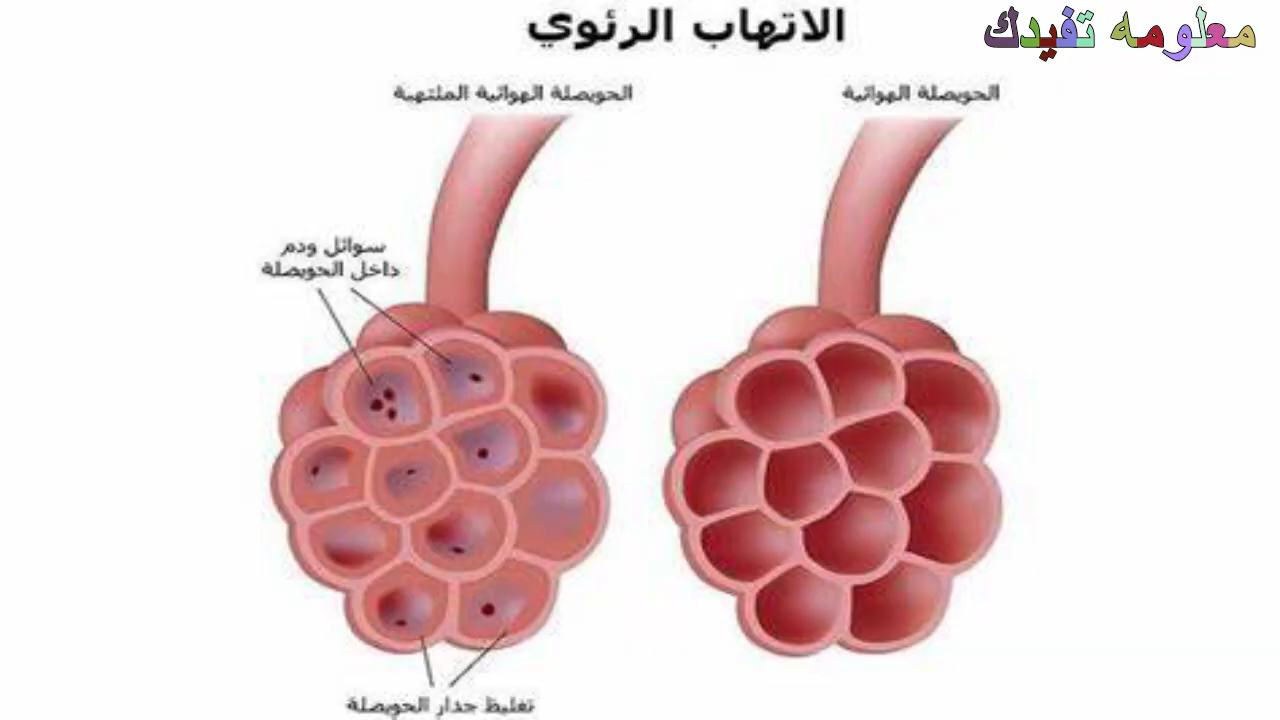 الاتهاب الرئوي
معلومه تفيدك
الحويصلة الهوائية
الحويصلة الهوائية الملتهبة
سوائل ودم
داخل الحويصلة
تغليظ جدار الحويصلة